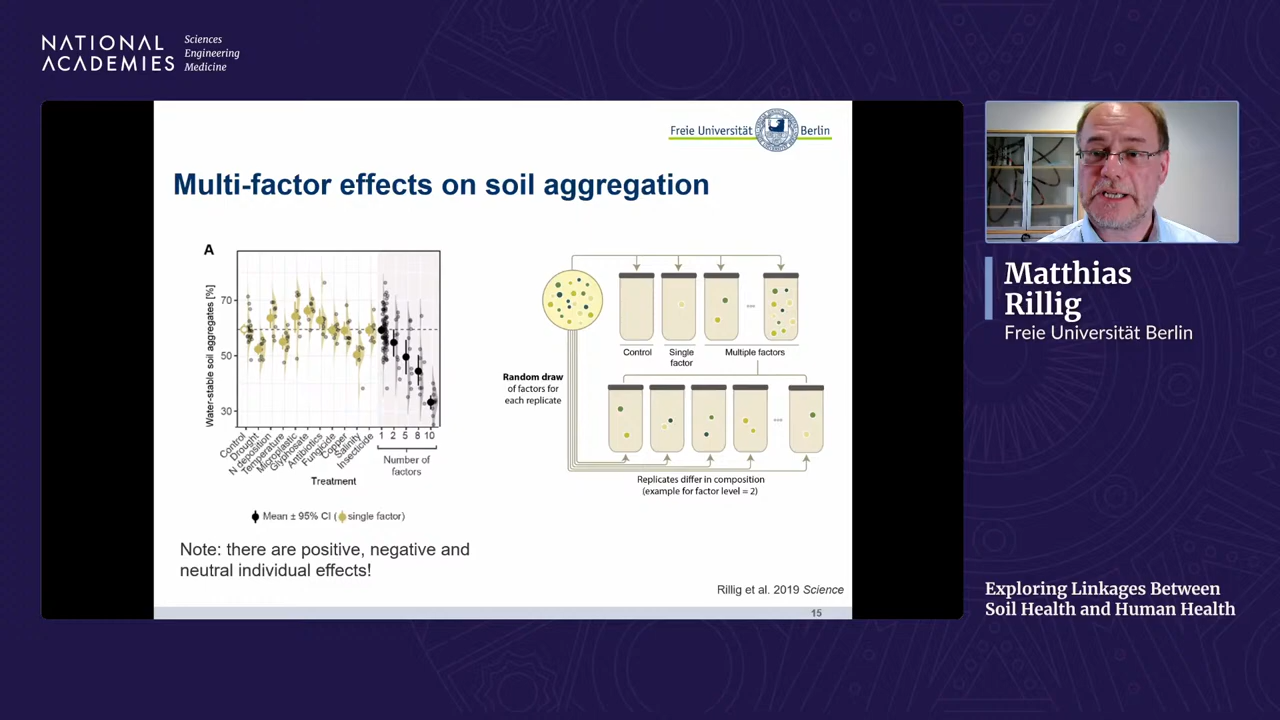 NATIONAL
ACADEMIES
Sciences
Engineering
Medicine
Freie Universität Berlin
Multi-factor effects on soil aggregation
A
Water-stable soil aggregates [%]
70
50
30
Control
Drought
N deposition
Temperature
Microplastic
Glyphosate
Antibiotics
Fungicide
Copper
Salinity
Insecticide
1 2 5 8 10
Number of
factors
Treatment
Mean ± 95% CI ( single factor)
Note: there are positive, negative and
neutral individual effects!
Control
Single
factor
Multiple factors
Random draw
of factors for
each replicate
Replicates differ in composition
(example for factor level = 2)
Rillig et al. 2019 Science
15
Matthias
Rillig
Freie Universität Berlin
Exploring Linkages Between
Soil Health and Human Health